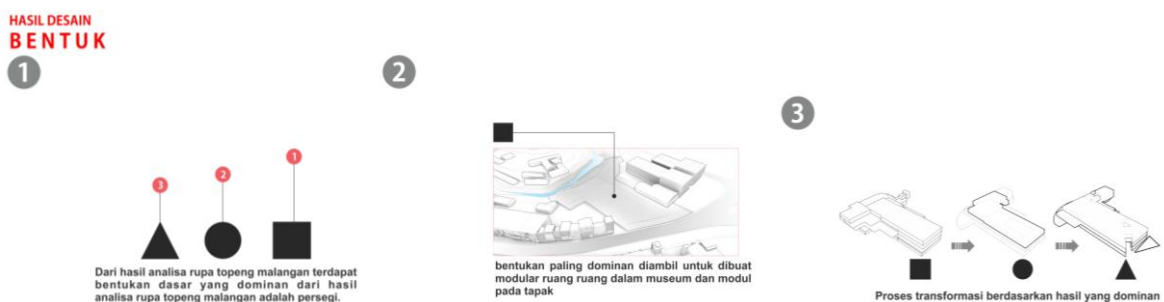 HASIL DESAIN
BENTUK
1
2
3
1
2
3
Dari hasil analisa rupa topeng malangan terdapat
bentukan dasar yang dominan dari hasil
analisa rupa topeng malangan adalah persegi.
bentukan paling dominan diambil untuk dibuat
modular ruang ruang dalam museum dan modul
pada tapak
Proses transformasi berdasarkan hasil yang dominan